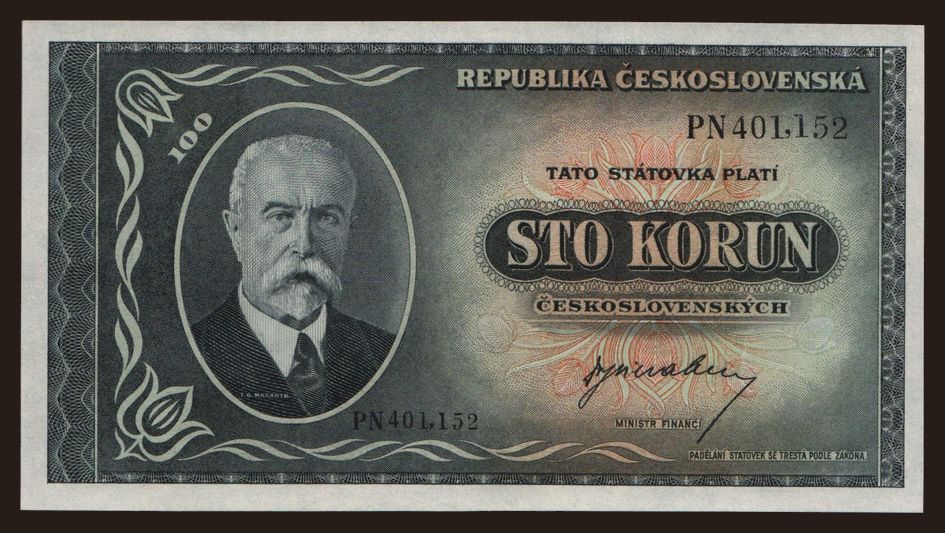 REPUBLIKA ČESKOSLOVENSKÁ
100
PN401,152
TATO STÁTOVKA PLATÍ
STO KORUN
ČESKOSLOVENSKÝCH
T. G. MASARYK
PN401,152
MINISTR FINANCÍ
PADĚLÁNÍ STATOVEK SE TRESTÁ PODLE ZÁKONA.